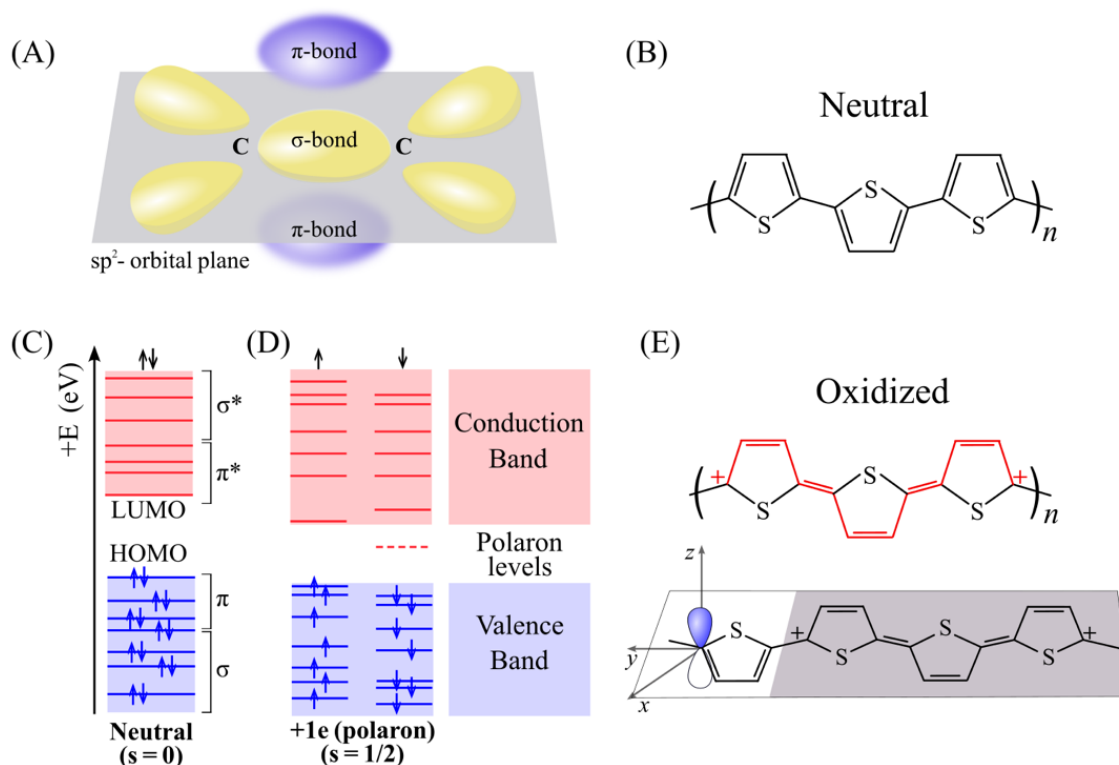 (A)
π-bond
C
σ-bond
C
π-bond
sp²- orbital plane
(B)
Neutral
S
S
S
n
(C)
+E (eV)
σ*
π*
LUMO
HOMO
π
σ
Neutral
(s = 0)
(D)
Conduction
Band
Polaron
levels
Valence
Band
+1e (polaron)
(s = 1/2)
(E)
Oxidized
+
S
S
S
+
n
z
y
x
S
+
S
S
S
+